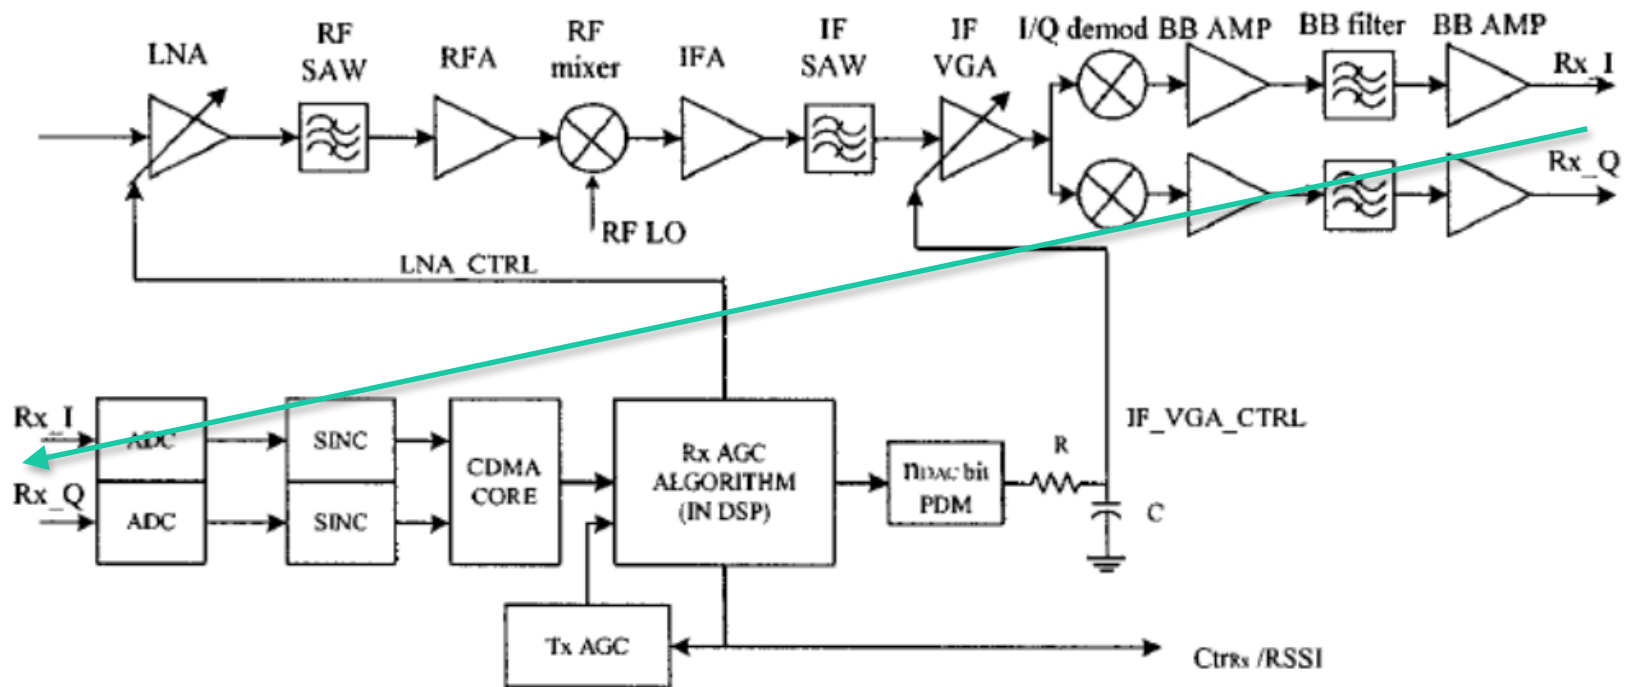 LNA
RF
SAW
RFA
RF
mixer
IFA
IF
SAW
IF
VGA
I/Q demod
BB AMP
BB filter
BB AMP
Rx_I
Rx_Q
RF LO
LNA_CTRL
IF_VGA_CTRL
Rx_I
Rx_Q
ADC
ADC
SINC
SINC
CDMA
CORE
Rx AGC
ALGORITHM
(IN DSP)
nDAC bit
PDM
R
C
Tx AGC
CtrRx /RSSI